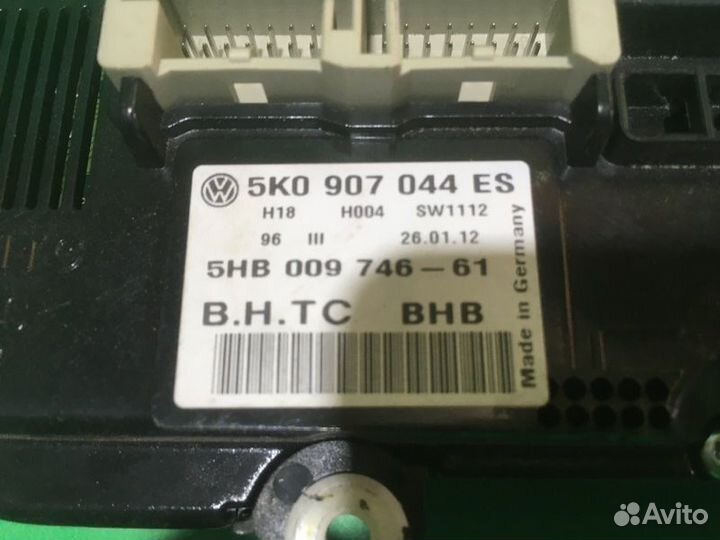 5K0 907 044 ES
H18 H004 SW1112
96 III 26.01.12
5HB 009 746-61
B.H.TC BHB
Made in Germany
Avito